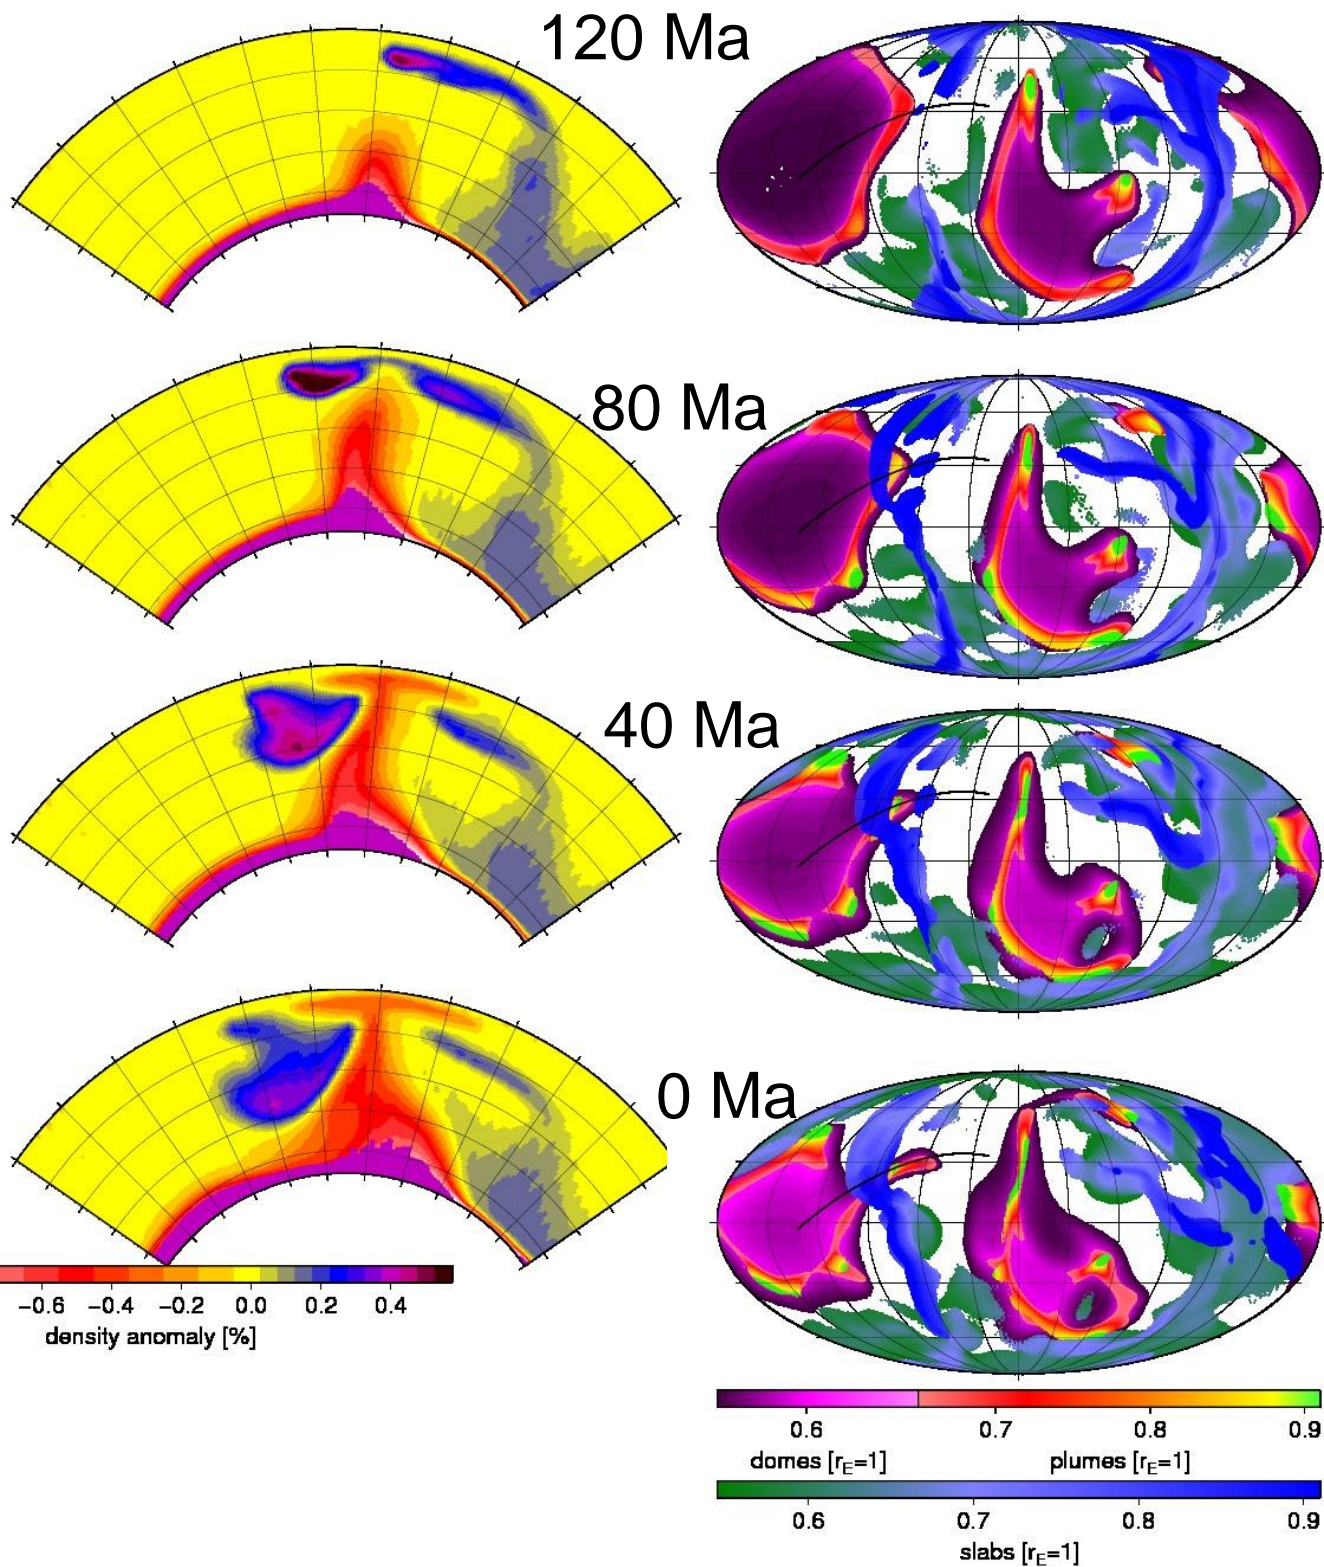 120 Ma
80 Ma
40 Ma
0 Ma
−0.6 −0.4 −0.2 0.0 0.2 0.4
density anomaly [%]
0.6 0.7 0.8 0.9
domes [rE=1] plumes [rE=1]
0.6 0.7 0.8 0.9
slabs [rE=1]